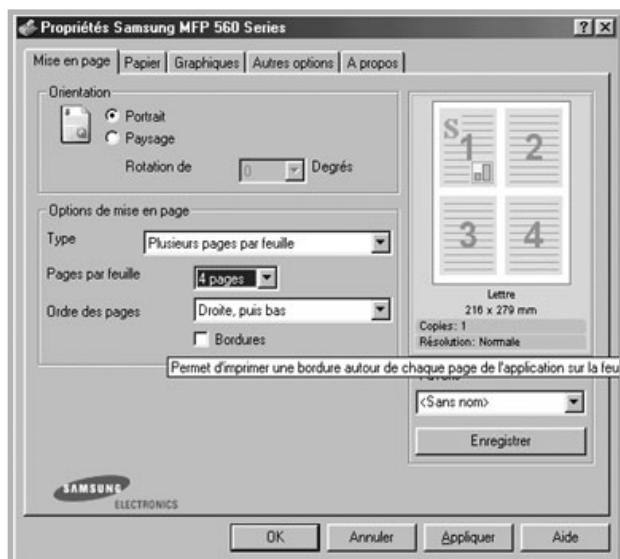 Propriétés Samsung MFP 560 Series
Mise en page
Papier
Graphiques
Autres options
A propos
Orientation
Portrait
Paysage
Rotation de
0
Degrés
Options de mise en page
Type
Plusieurs pages par feuille
Pages par feuille
4 pages
Ordre des pages
Droite, puis bas
Bordures
Permet d'imprimer une bordure autour de chaque page de l'application sur la feu
S
1
2
3
4
Lettre
216 x 279 mm
Copies: 1
Résolution: Normale
<Sans nom>
Enregistrer
SAMSUNG
ELECTRONICS
OK
Annuler
Appliquer
Aide